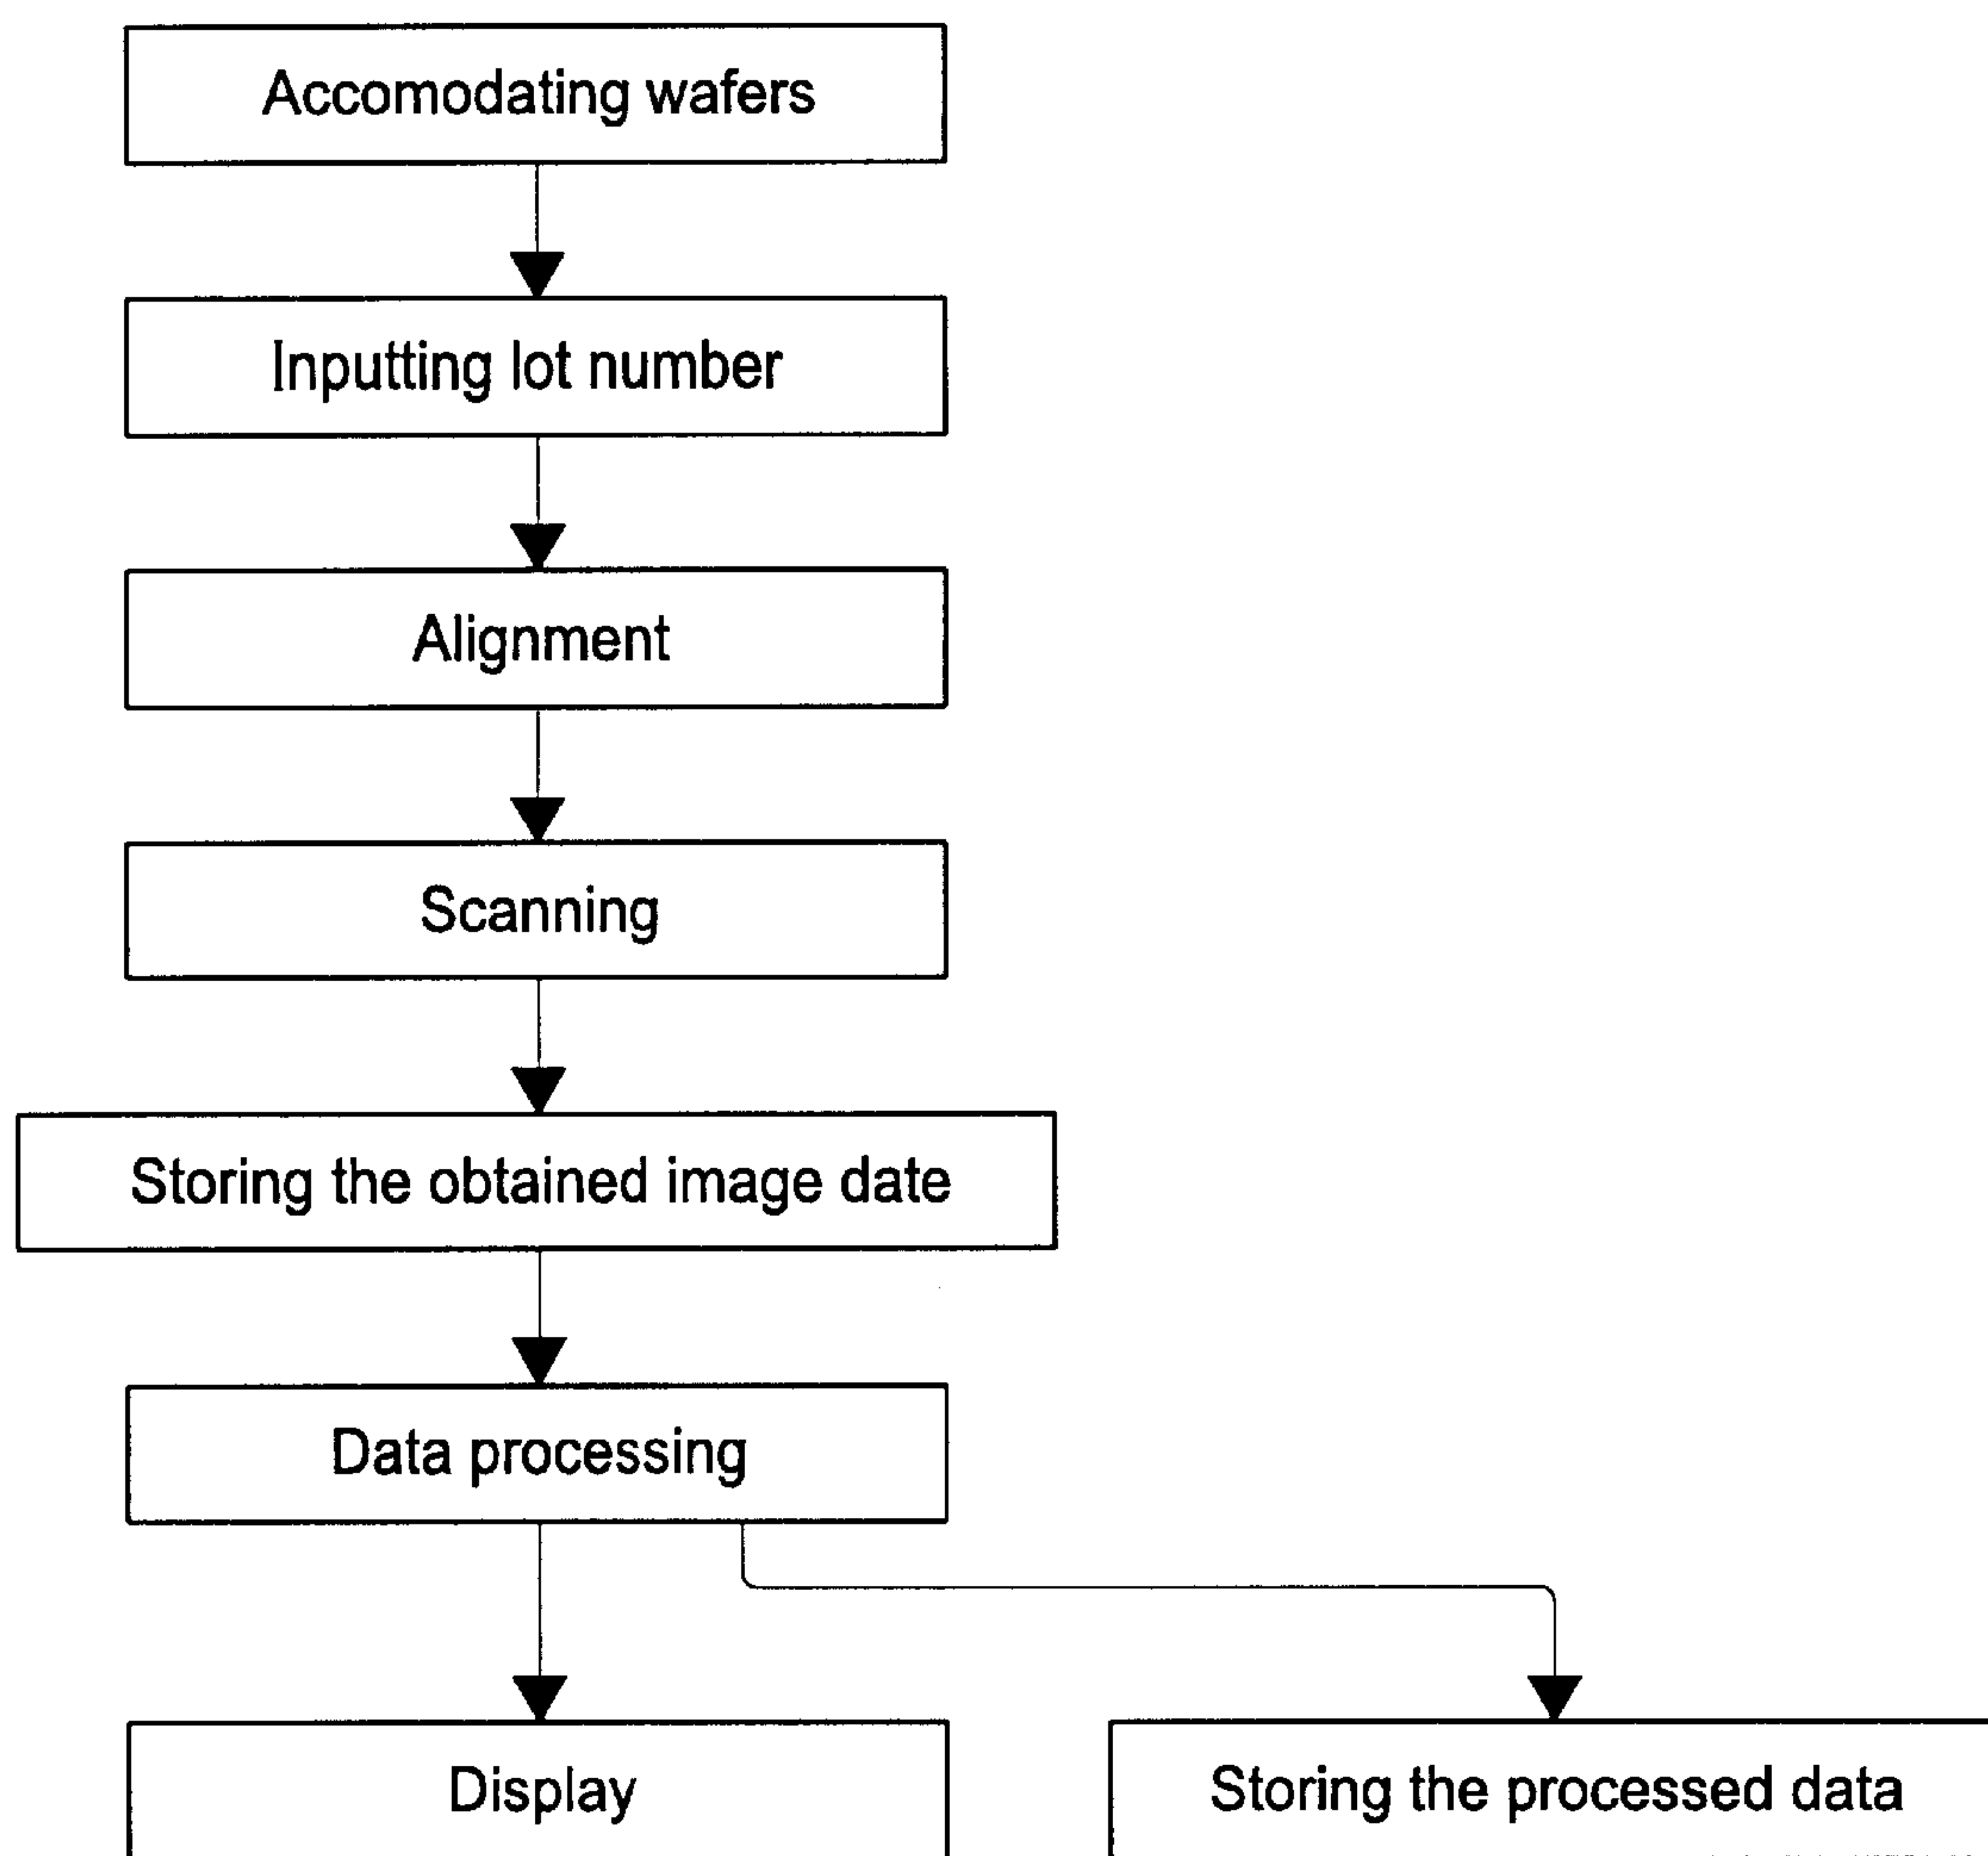 Accomodating wafers
Inputting lot number
Alignment
Scanning
Storing the obtained image date
Data processing
Display
Storing the processed data